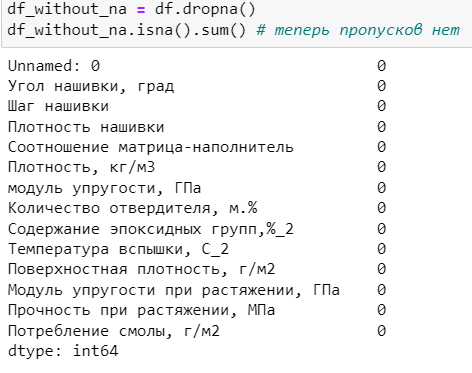 df_without_na = df.dropna()
df_without_na.isna().sum() # теперь пропусков нет
Unnamed: 0 0
Угол нашивки, град 0
Шаг нашивки 0
Плотность нашивки 0
Соотношение матрица-наполнитель 0
Плотность, кг/м3 0
модуль упругости, ГПа 0
Количество отвердителя, м.% 0
Содержание эпоксидных групп,%_2 0
Температура вспышки, С_2 0
Поверхностная плотность, г/м2 0
Модуль упругости при растяжении, ГПа 0
Прочность при растяжении, МПа 0
Потребление смолы, г/м2 0
dtype: int64